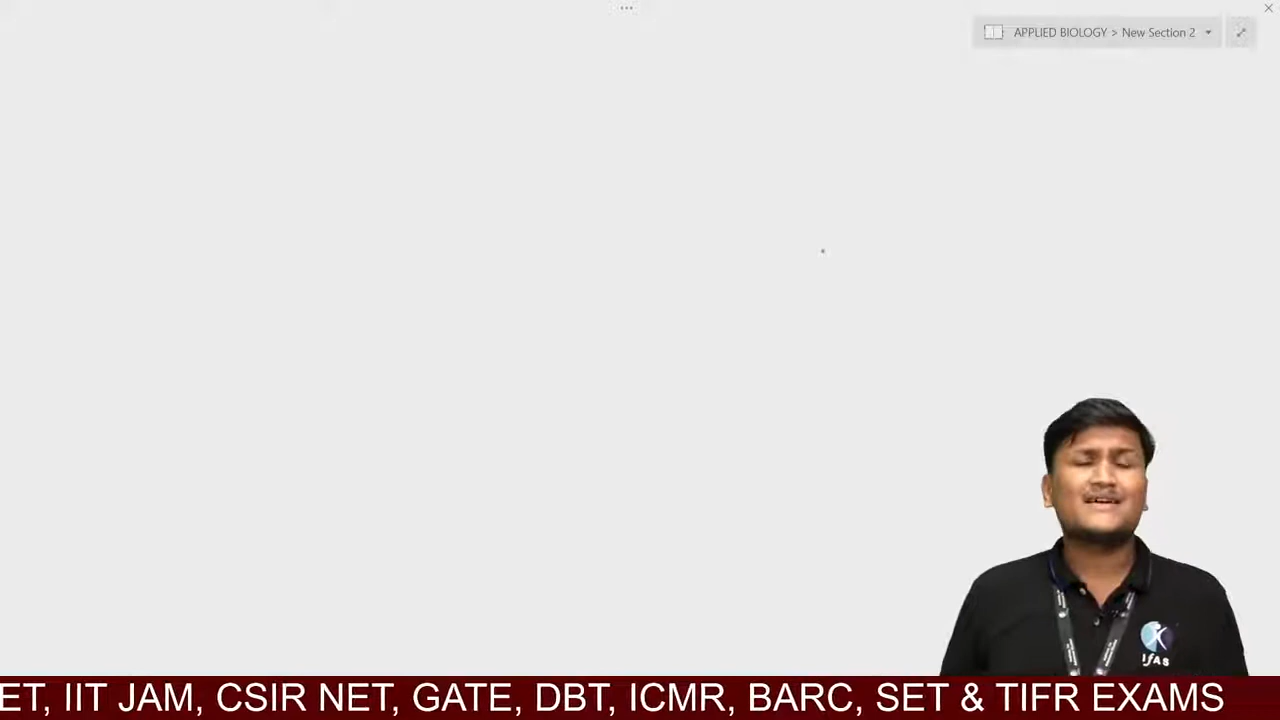 APPLIED BIOLOGY > New Section 2
IfAS
ET, IIT JAM, CSIR NET, GATE, DBT, ICMR, BARC, SET & TIFR EXAMS